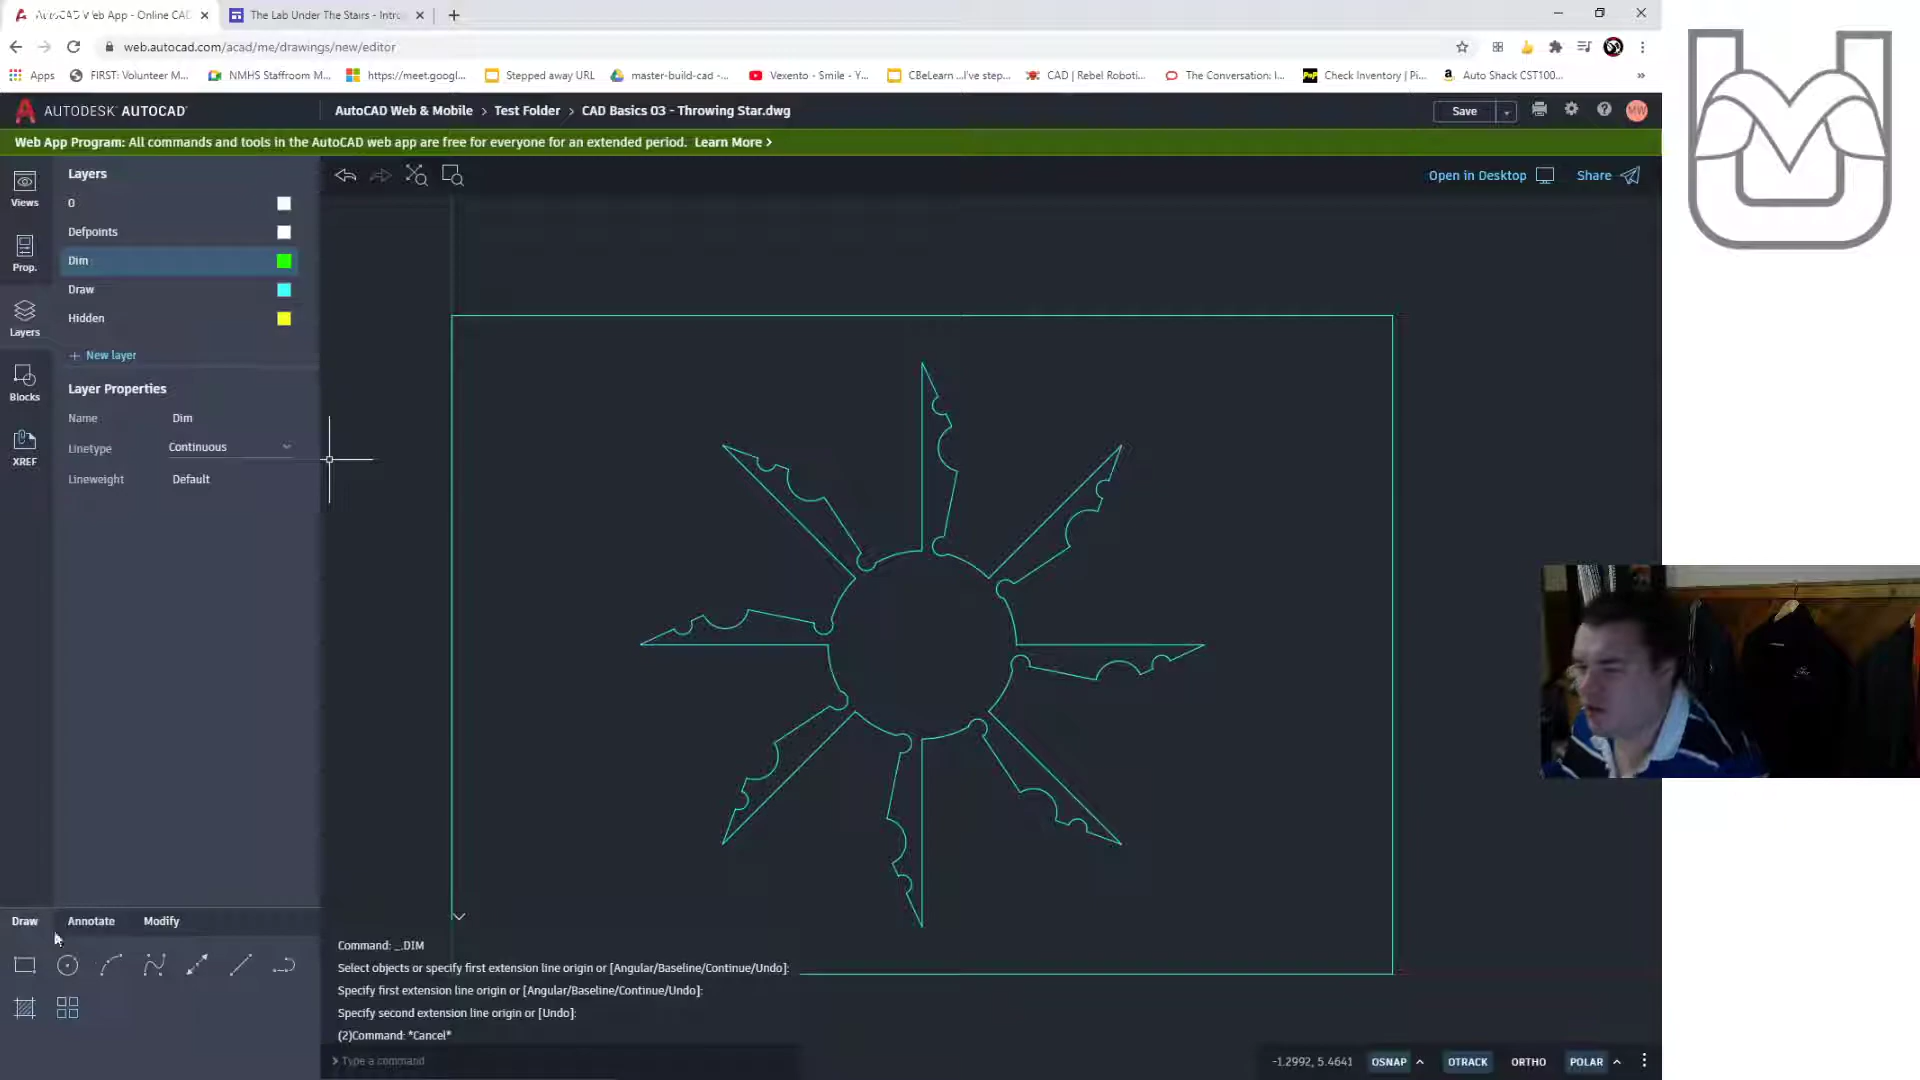 AutoCAD Web App - Online CAD
The Lab Under The Stairs - Intro
web.autocad.com/acad/me/drawings/new/editor
Apps
FIRST: Volunteer M...
NMHS Staffroom M...
https://meet.googl...
Stepped away URL
master-build-cad -...
Vexento - Smile - Y...
CBeLearn ...I've step...
CAD | Rebel Roboti...
The Conversation: I...
Check Inventory | Pi...
Auto Shack CST100...
»
AUTODESK AUTOCAD
AutoCAD Web & Mobile > Test Folder > CAD Basics 03 - Throwing Star.dwg
Save
MW
Web App Program: All commands and tools in the AutoCAD web app are free for everyone for an extended period. Learn More >
Views
Prop.
Layers
Blocks
XREF
Layers
0
Defpoints
Dim
Draw
Hidden
+ New layer
Layer Properties
Name Dim
Linetype Continuous
Lineweight Default
Open in Desktop
Share
Draw Annotate Modify
Command: _.DIM
Select objects or specify first extension line origin or [Angular/Baseline/Continue/Undo]:
Specify first extension line origin or [Angular/Baseline/Continue/Undo]:
Specify second extension line origin or [Undo]:
(2)Command: *Cancel*
Type a command
-1.2992, 5.4641 OSNAP OTRACK ORTHO POLAR